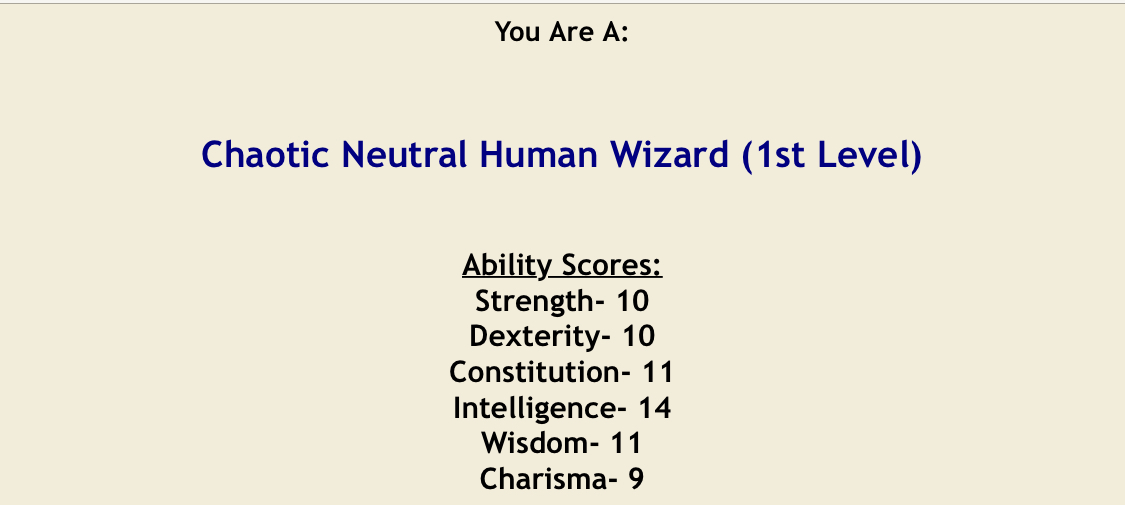 You Are A:
Chaotic Neutral Human Wizard (1st Level)
Ability Scores:
Strength- 10
Dexterity- 10
Constitution- 11
Intelligence- 14
Wisdom- 11
Charisma- 9